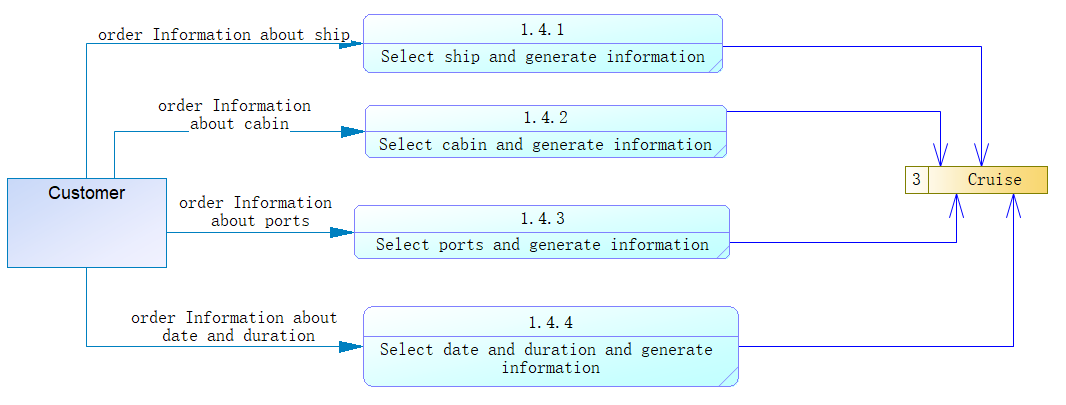 order Information about ship
1.4.1
Select ship and generate information
order Information
about cabin
1.4.2
Select cabin and generate information
3
Cruise
Customer
order Information
about ports
1.4.3
Select ports and generate information
order Information about
date and duration
1.4.4
Select date and duration and generate
information